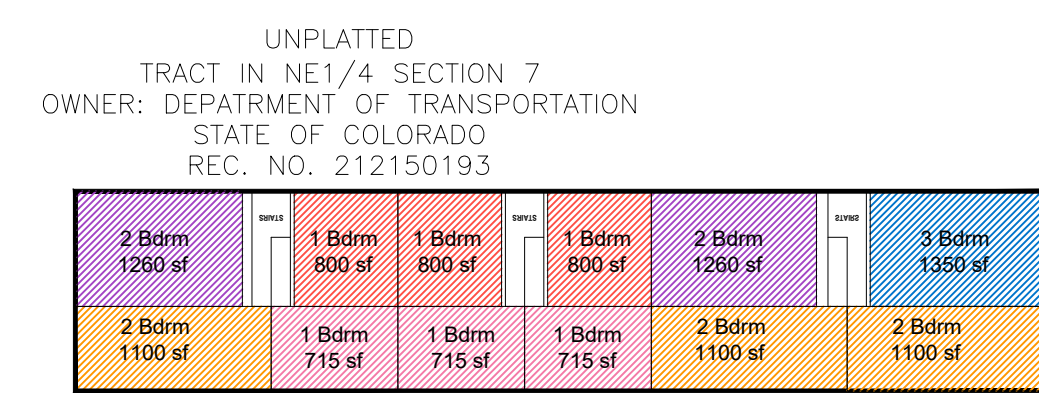 UNPLATTED
TRACT IN NE1/4 SECTION 7
OWNER: DEPATRMENT OF TRANSPORTATION
STATE OF COLORADO
REC. NO. 212150193
2 Bdrm
1260 sf
STAIRS
1 Bdrm
800 sf
1 Bdrm
800 sf
STAIRS
1 Bdrm
800 sf
2 Bdrm
1260 sf
STAIRS
3 Bdrm
1350 sf
2 Bdrm
1100 sf
1 Bdrm
715 sf
1 Bdrm
715 sf
1 Bdrm
715 sf
2 Bdrm
1100 sf
2 Bdrm
1100 sf